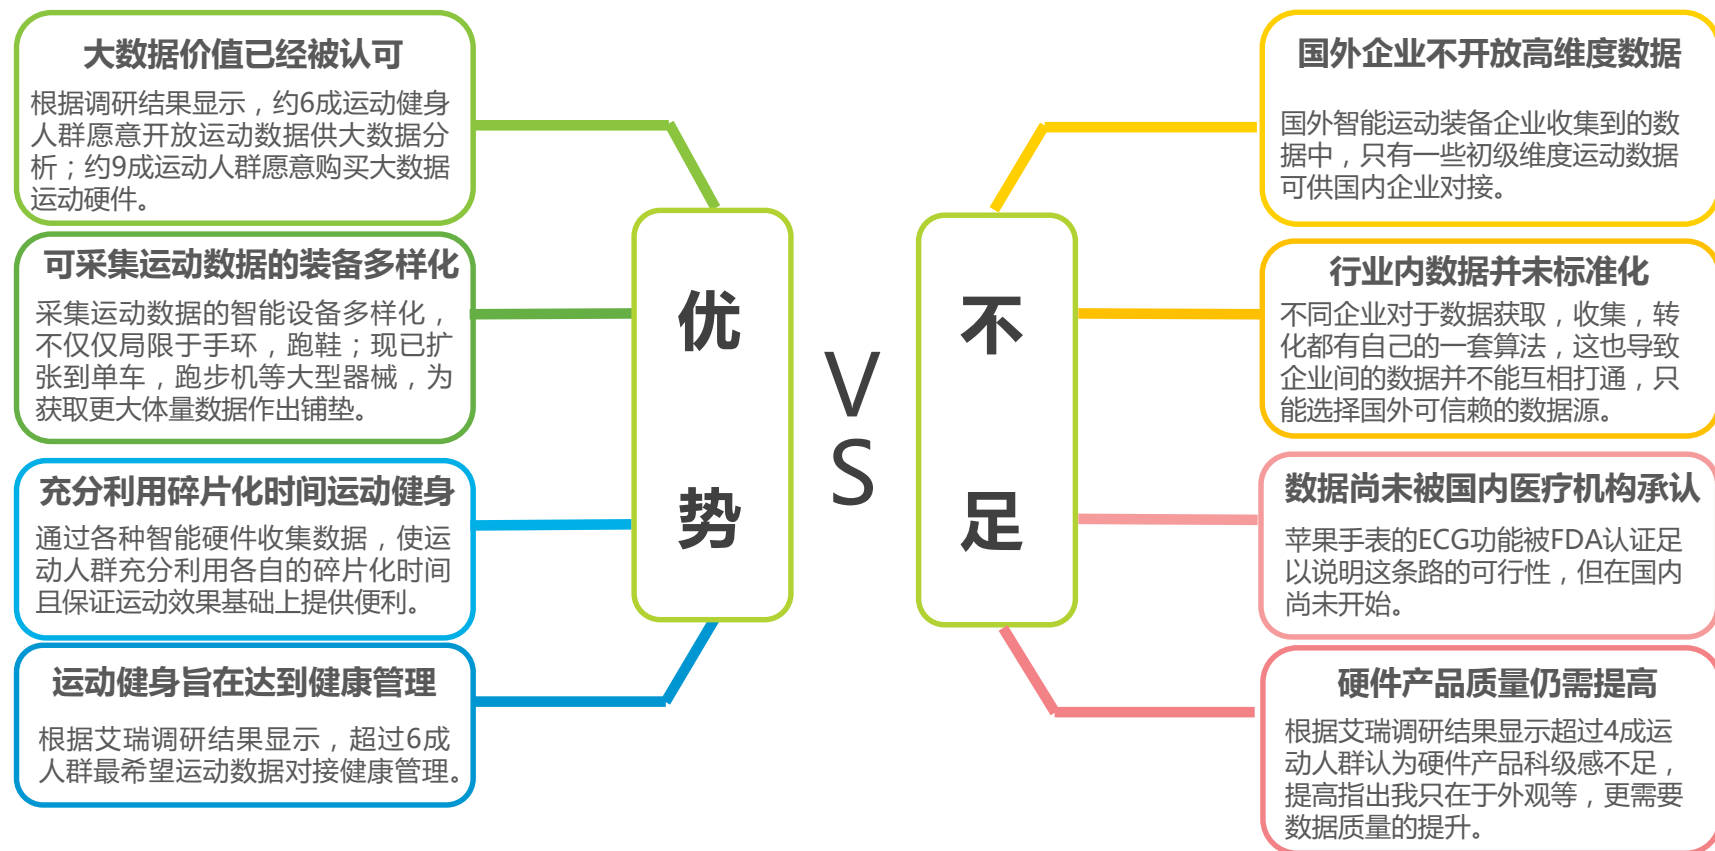 大数据价值已经被认可
根据调研结果显示，约6成运动健身
人群愿意开放运动数据供大数据分
析；约9成运动人群愿意购买大数据
运动硬件。
可采集运动数据的装备多样化
采集运动数据的智能设备多样化，
不仅仅局限于手环，跑鞋；现已扩
张到单车，跑步机等大型器械，为
获取更大体量数据作出铺垫。
充分利用碎片化时间运动健身
通过各种智能硬件收集数据，使运
动人群充分利用各自的碎片化时间
且保证运动效果基础上提供便利。
运动健身旨在达到健康管理
根据艾瑞调研结果显示，超过6成
人群最希望运动数据对接健康管理。
优
势
V
S
不
足
国外企业不开放高维度数据
国外智能运动装备企业收集到的数
据中，只有一些初级维度运动数据
可供国内企业对接。
行业内数据并未标准化
不同企业对于数据获取，收集，转
化都有自己的一套算法，这也导致
企业间的数据并不能互相打通，只
能选择国外可信赖的数据源。
数据尚未被国内医疗机构承认
苹果手表的ECG功能被FDA认证足
以说明这条路的可行性，但在国内
尚未开始。
硬件产品质量仍需提高
根据艾瑞调研结果显示超过4成运
动人群认为硬件产品科级感不足，
提高指出我只在于外观等，更需要
数据质量的提升。